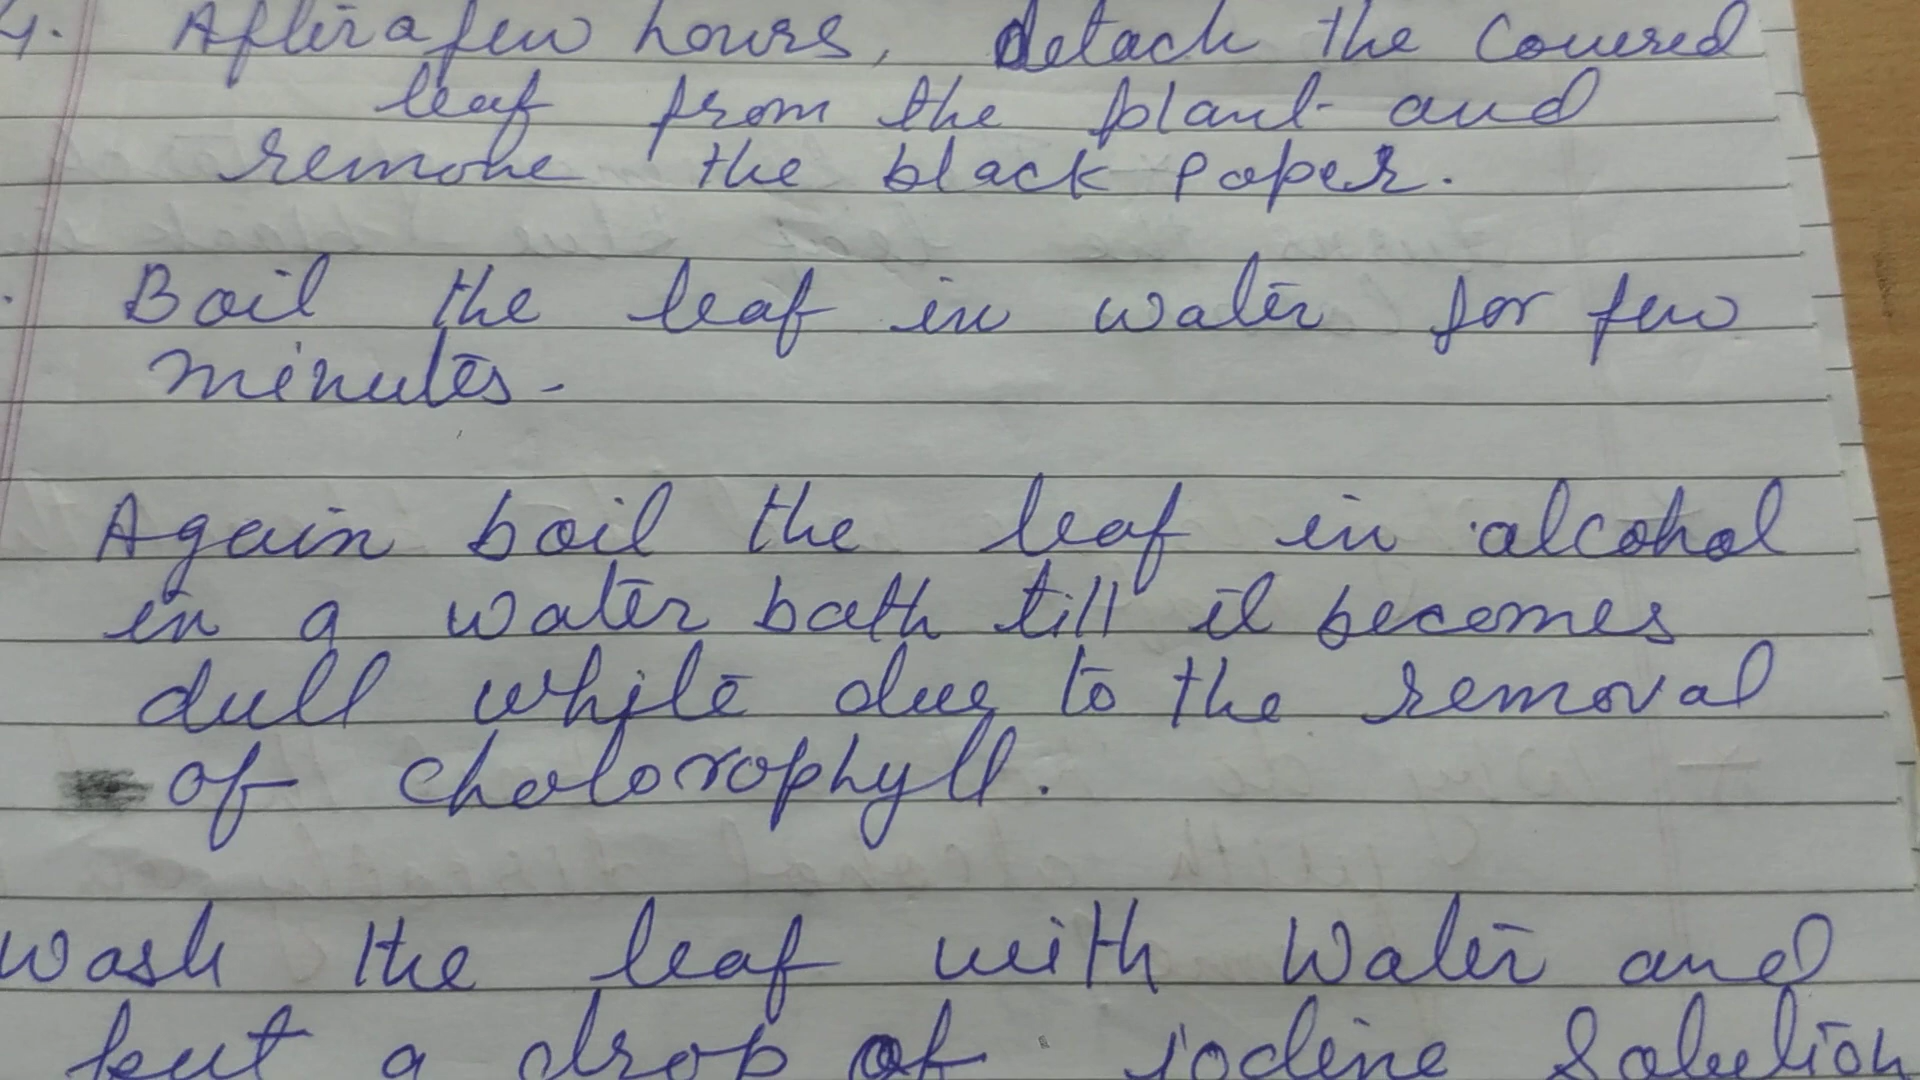 4. After a few hours, detach the covered
leaf from the plant and
remove the black paper.
Boil the leaf in water for few
minutes.
Again boil the leaf in alcohol
in a water bath till it becomes
dull white due to the removal
of cholorophyll.
Wash the leaf with water and
put a drop of iodine solution